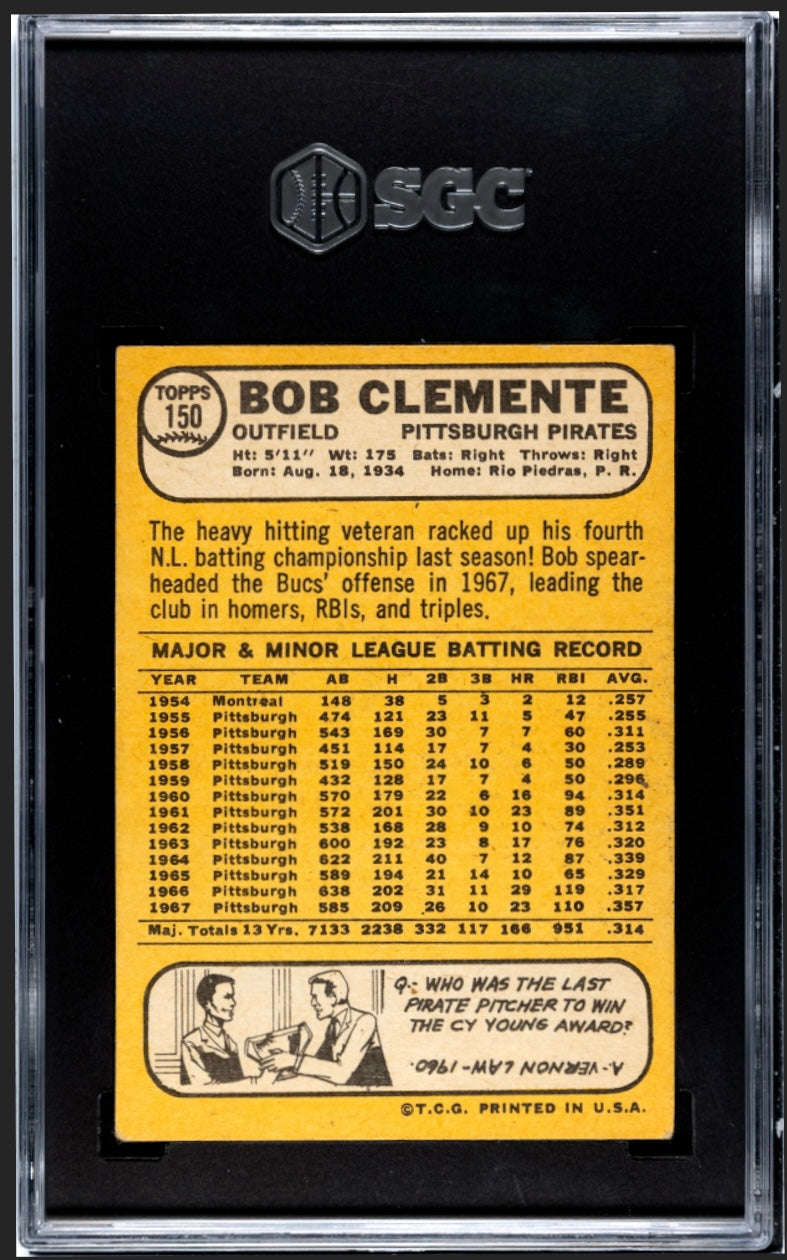 SGC
TOPPS
150
BOB CLEMENTE
OUTFIELD PITTSBURGH PIRATES
Ht: 5'11" Wt: 175 Bats: Right Throws: Right
Born: Aug. 18, 1934 Home: Rio Piedras, P. R.
The heavy hitting veteran racked up his fourth
N.L. batting championship last season! Bob spear-
headed the Bucs' offense in 1967, leading the
club in homers, RBIs, and triples.
MAJOR & MINOR LEAGUE BATTING RECORD
YEAR TEAM AB H 2B 3B HR RBI AVG.
1954 Montreal 148 38 5 3 2 12 .257
1955 Pittsburgh 474 121 23 11 5 47 .255
1956 Pittsburgh 543 169 30 7 7 60 .311
1957 Pittsburgh 451 114 17 7 4 30 .253
1958 Pittsburgh 519 150 24 10 6 50 .289
1959 Pittsburgh 432 128 17 7 4 50 .296
1960 Pittsburgh 570 179 22 6 16 94 .314
1961 Pittsburgh 572 201 30 10 23 89 .351
1962 Pittsburgh 538 168 28 9 10 74 .312
1963 Pittsburgh 600 192 23 8 17 76 .320
1964 Pittsburgh 622 211 40 7 12 87 .339
1965 Pittsburgh 589 194 21 14 10 65 .329
1966 Pittsburgh 638 202 31 11 29 119 .317
1967 Pittsburgh 585 209 26 10 23 110 .357
Maj. Totals 13 Yrs. 7133 2238 332 117 166 951 .314
Q.- WHO WAS THE LAST
PIRATE PITCHER TO WIN
THE CY YOUNG AWARD?
A-VERNON LAW-1960.
©T.C.G. PRINTED IN U.S.A.